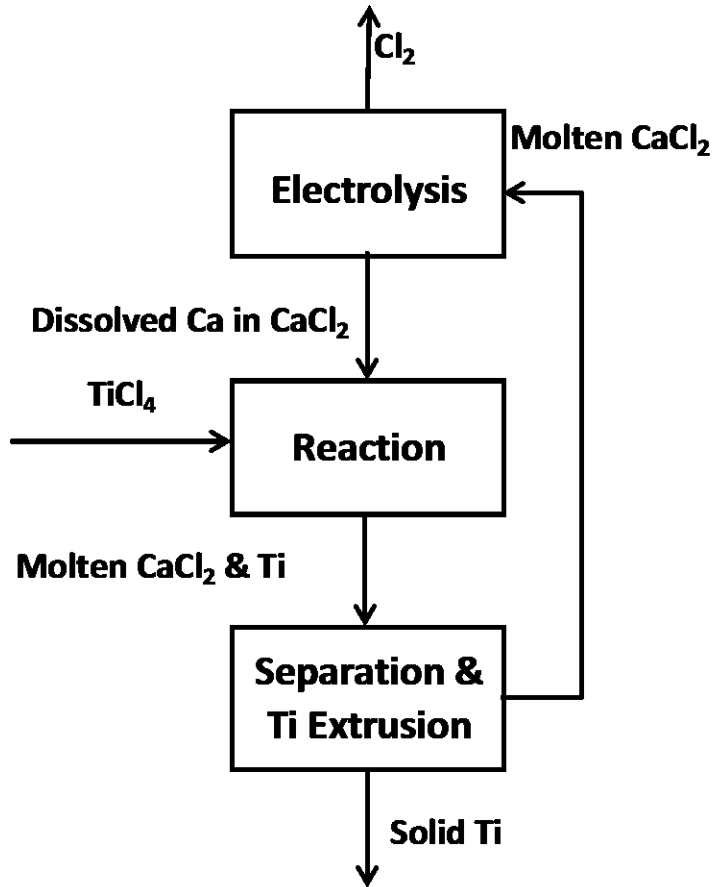 Cl₂
Molten CaCl₂
Electrolysis
Dissolved Ca in CaCl₂
TiCl₄
Reaction
Molten CaCl₂ & Ti
Separation &
Ti Extrusion
Solid Ti